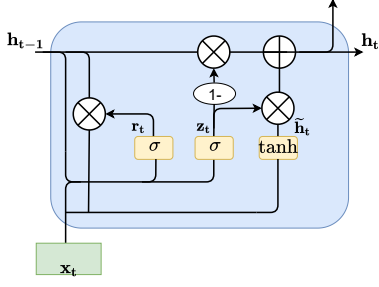 h_{t-1}
h_t
1-
r_t
z_t
h̃_t
σ
σ
tanh
x_t